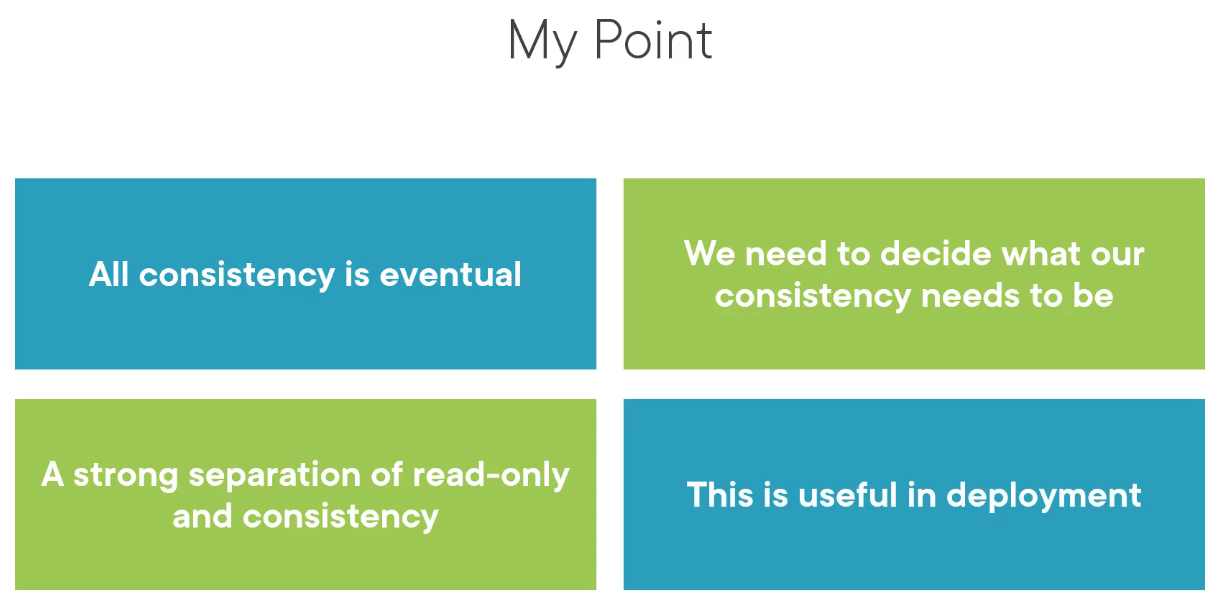 My Point
All consistency is eventual
We need to decide what our
consistency needs to be
A strong separation of read-only
and consistency
This is useful in deployment